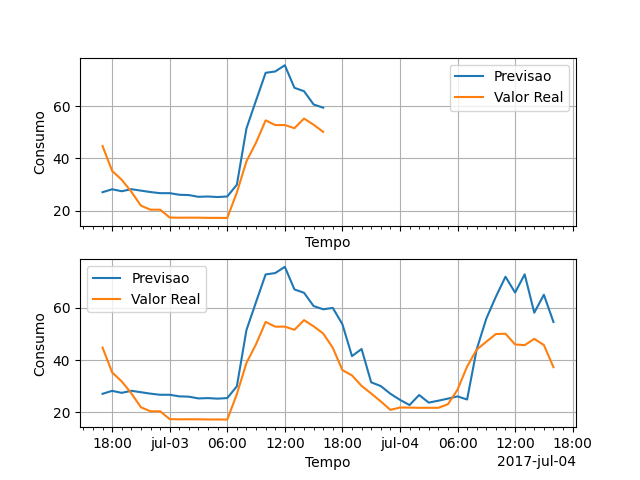 Consumo
60
40
20
Previsao
Valor Real
Tempo
Consumo
60
40
20
Previsao
Valor Real
18:00 jul-03 06:00 12:00 18:00 jul-04 06:00 12:00 18:00
Tempo
2017-jul-04